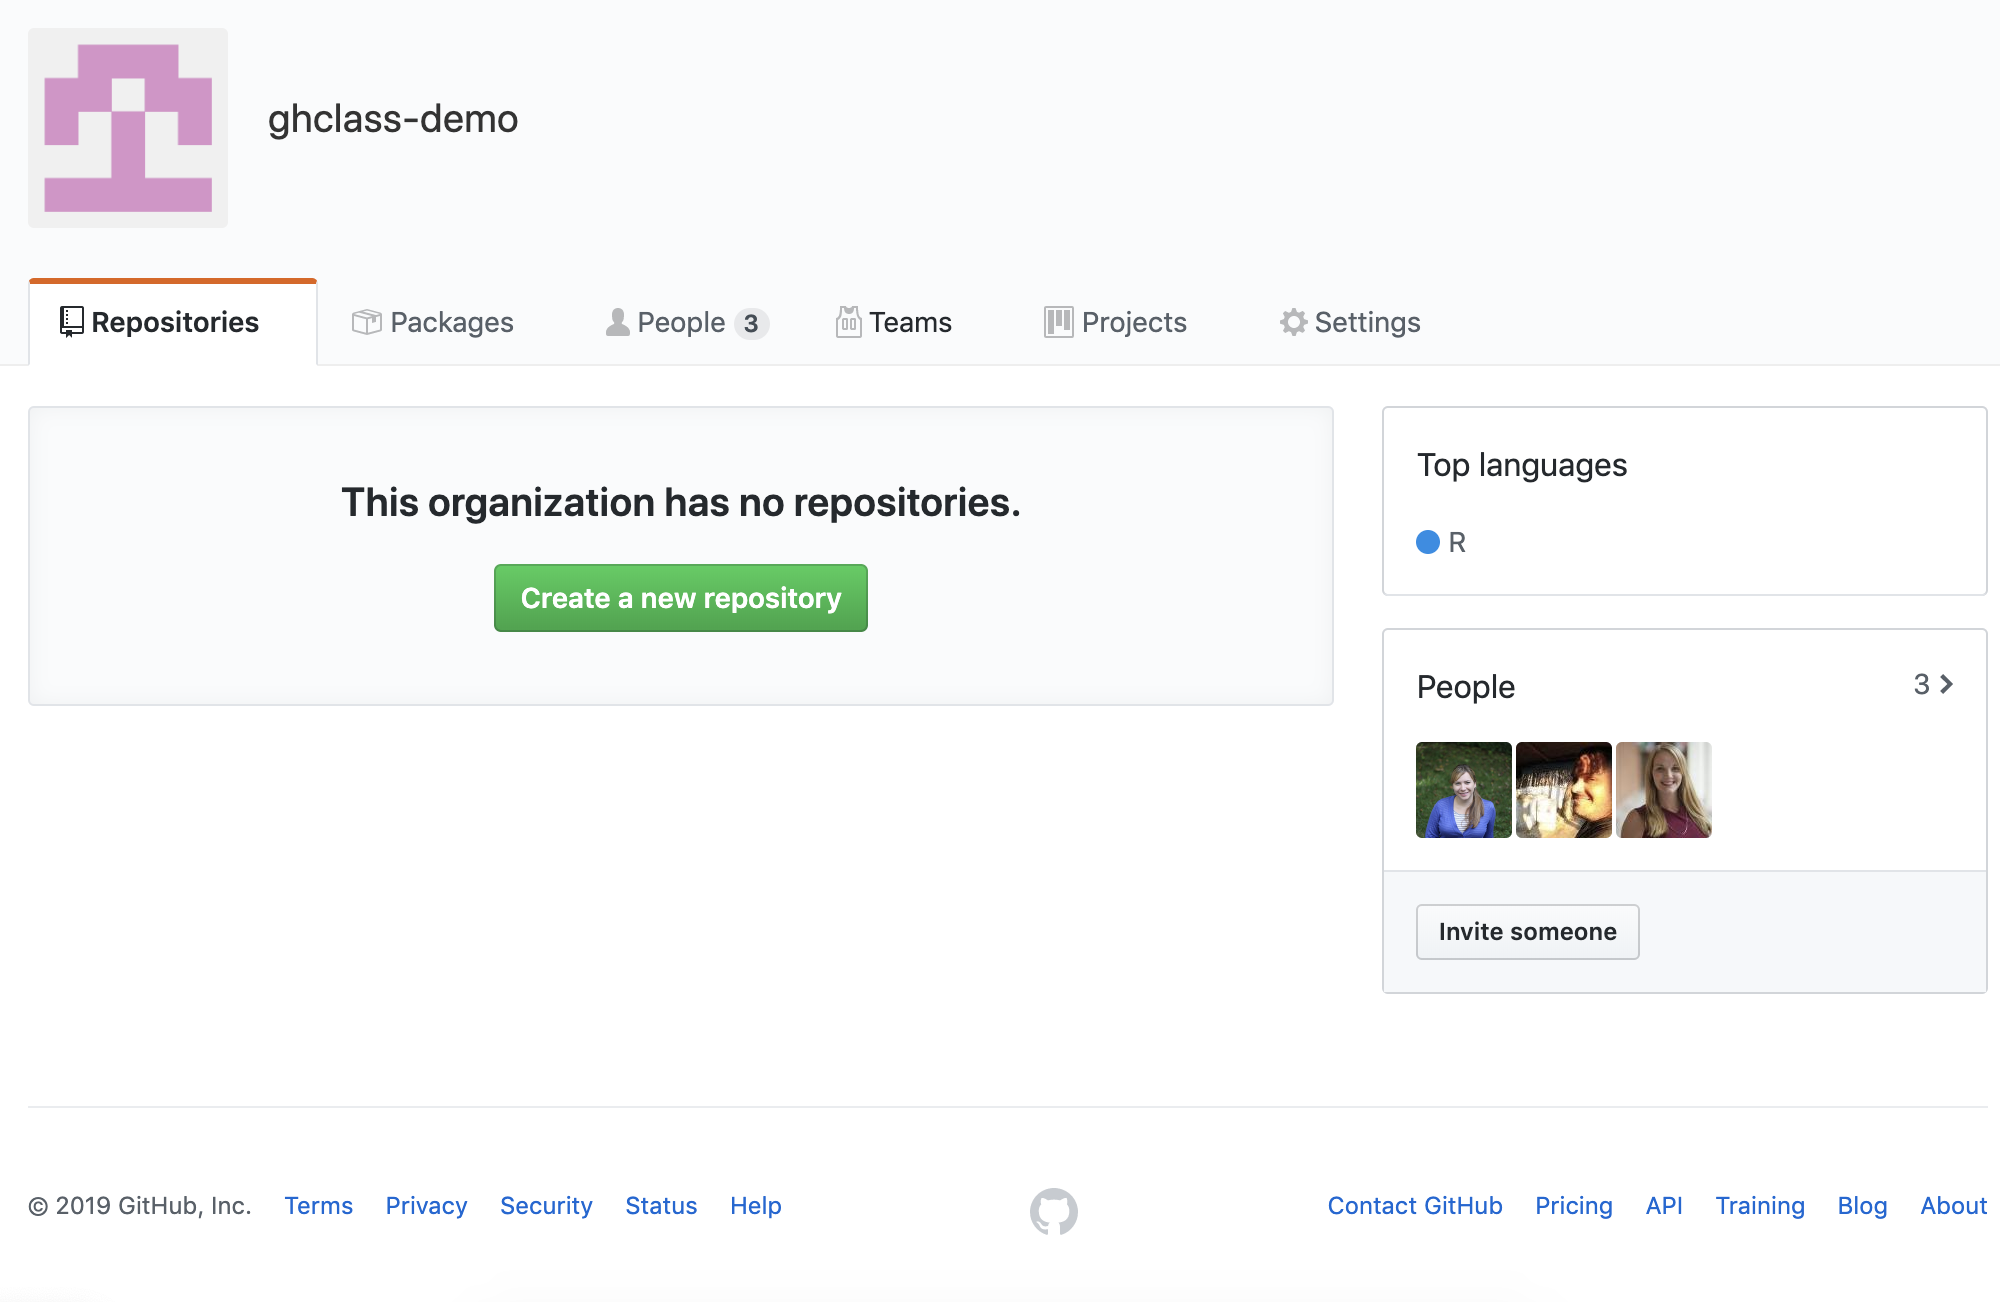 ghclass-demo
Repositories Packages People 3 Teams Projects Settings
This organization has no repositories.
Create a new repository
Top languages
R
People 3
Invite someone
© 2019 GitHub, Inc. Terms Privacy Security Status Help Contact GitHub Pricing API Training Blog About